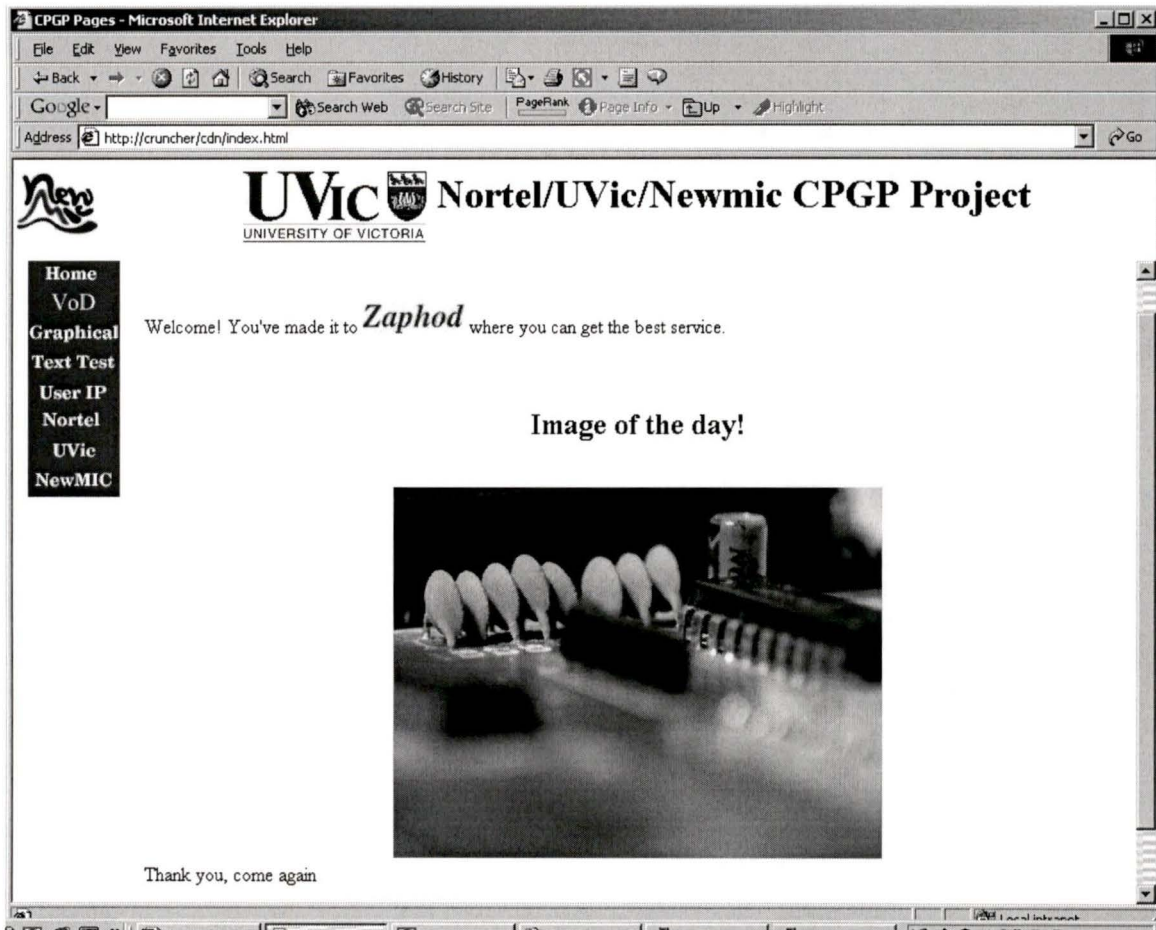 CPGP Pages - Microsoft Internet Explorer
File Edit View Favorites Tools Help
Back Search Favorites History
Google Search Web Search Site PageRank Page Info Up Highlight
Address http://cruncher/cdn/index.html Go
New Mic UVic Nortel/UVic/Newmic CPGP Project
UNIVERSITY OF VICTORIA
Home
VoD
Graphical
Text Test
User IP
Nortel
UVic
NewMIC
Welcome! You've made it to Zaphod where you can get the best service.
Image of the day!
Thank you, come again
Local intranet